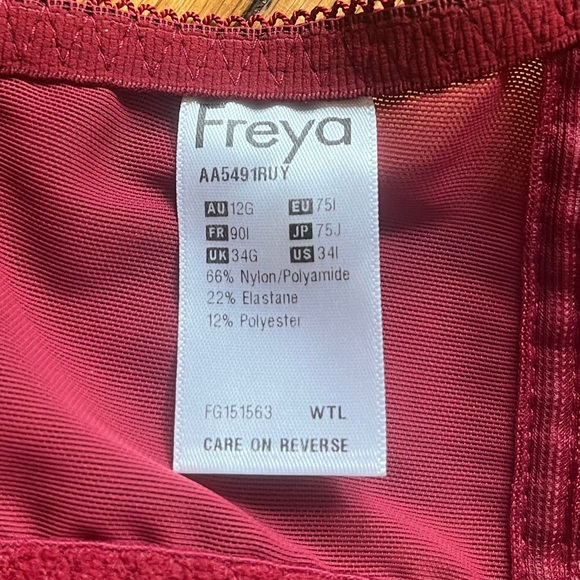 Freya
AA5491RUY
AU 12G EU 75I
FR 90I JP 75J
UK 34G US 34I
66% Nylon/Polyamide
22% Elastane
12% Polyester
FG151563 WTL
CARE ON REVERSE